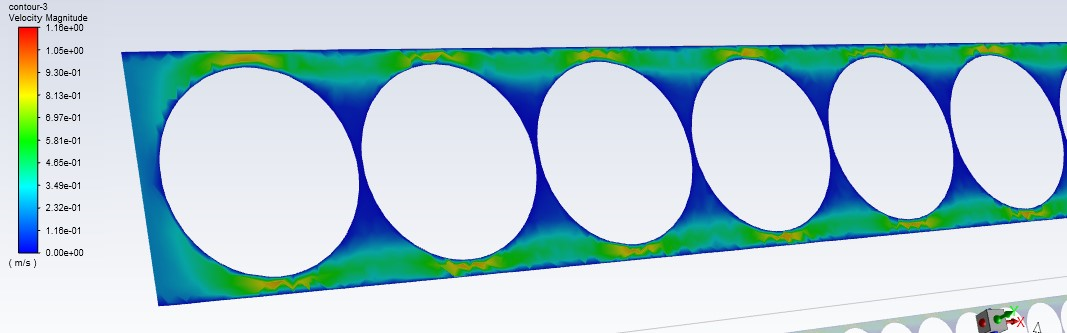 contour-3
Velocity Magnitude
1.16e+00
1.05e+00
9.30e-01
8.13e-01
6.97e-01
5.81e-01
4.65e-01
3.49e-01
2.32e-01
1.16e-01
0.00e+00
( m/s )
Y
X